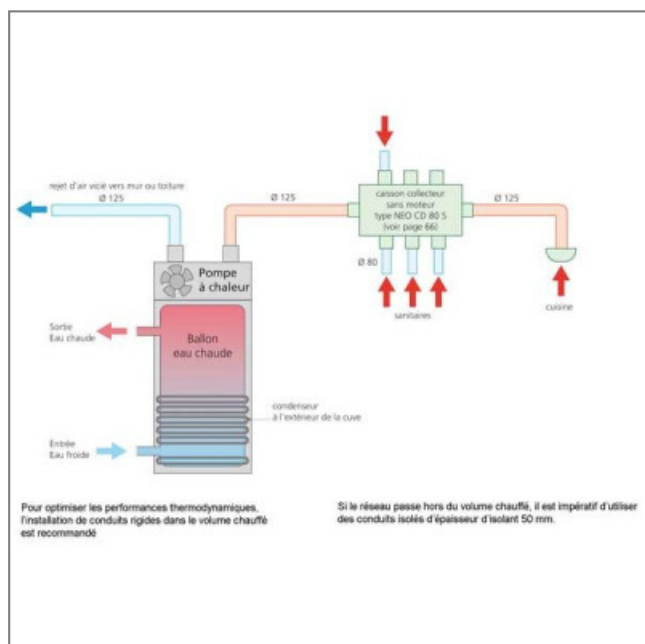 rejet d'air vicié vers mur ou toiture
Ø 125
Ø 125
caisson collecteur
sans moteur
type NEO CD 80 S
(voir page 66)
Ø 125
Ø 80
sanitaires
cuisine
Pompe
à chaleur
Sortie
Eau chaude
Ballon
eau chaude
condenseur
à l'extérieur de la cuve
Entrée
Eau froide
Pour optimiser les performances thermodynamiques,
l'installation de conduits rigides dans le volume chauffé
est recommandé
Si le réseau passe hors du volume chauffé, il est impératif d'utiliser
des conduits isolés d'épaisseur d'isolant 50 mm.